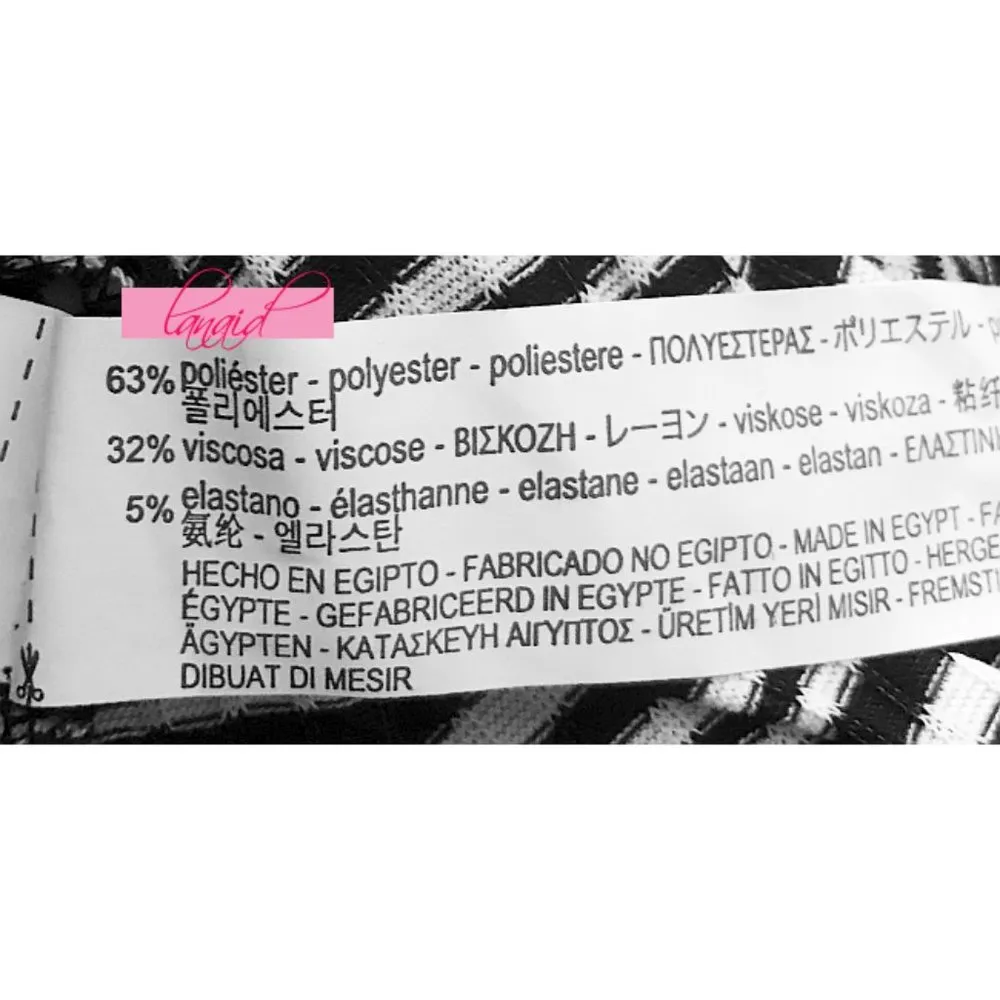 lanaid
63% poliéster - polyester - poliestere - ΠΟΛΥΕΣΤΕΡΑΣ - ポリエステル -
폴리에스터
32% viscosa - viscose - ΒΙΣΚΟΖΗ - レーヨン - viskose - viskoza - 粘纤
5% elastano - élasthanne - elastane - elastaan - elastan - ΕΛΑΣΤΙΝΗ
氨纶 - 엘라스탄
HECHO EN EGIPTO - FABRICADO NO EGIPTO - MADE IN EGYPT - FA
ÉGYPTE - GEFABRICEERD IN EGYPTE - FATTO IN EGITTO - HERGE
ÄGYPTEN - ΚΑΤΑΣΚΕΥΗ ΑΙΓΥΠΤΟΣ - ÜRETİM YERİ MISIR - FREMSTI
DIBUAT DI MESIR